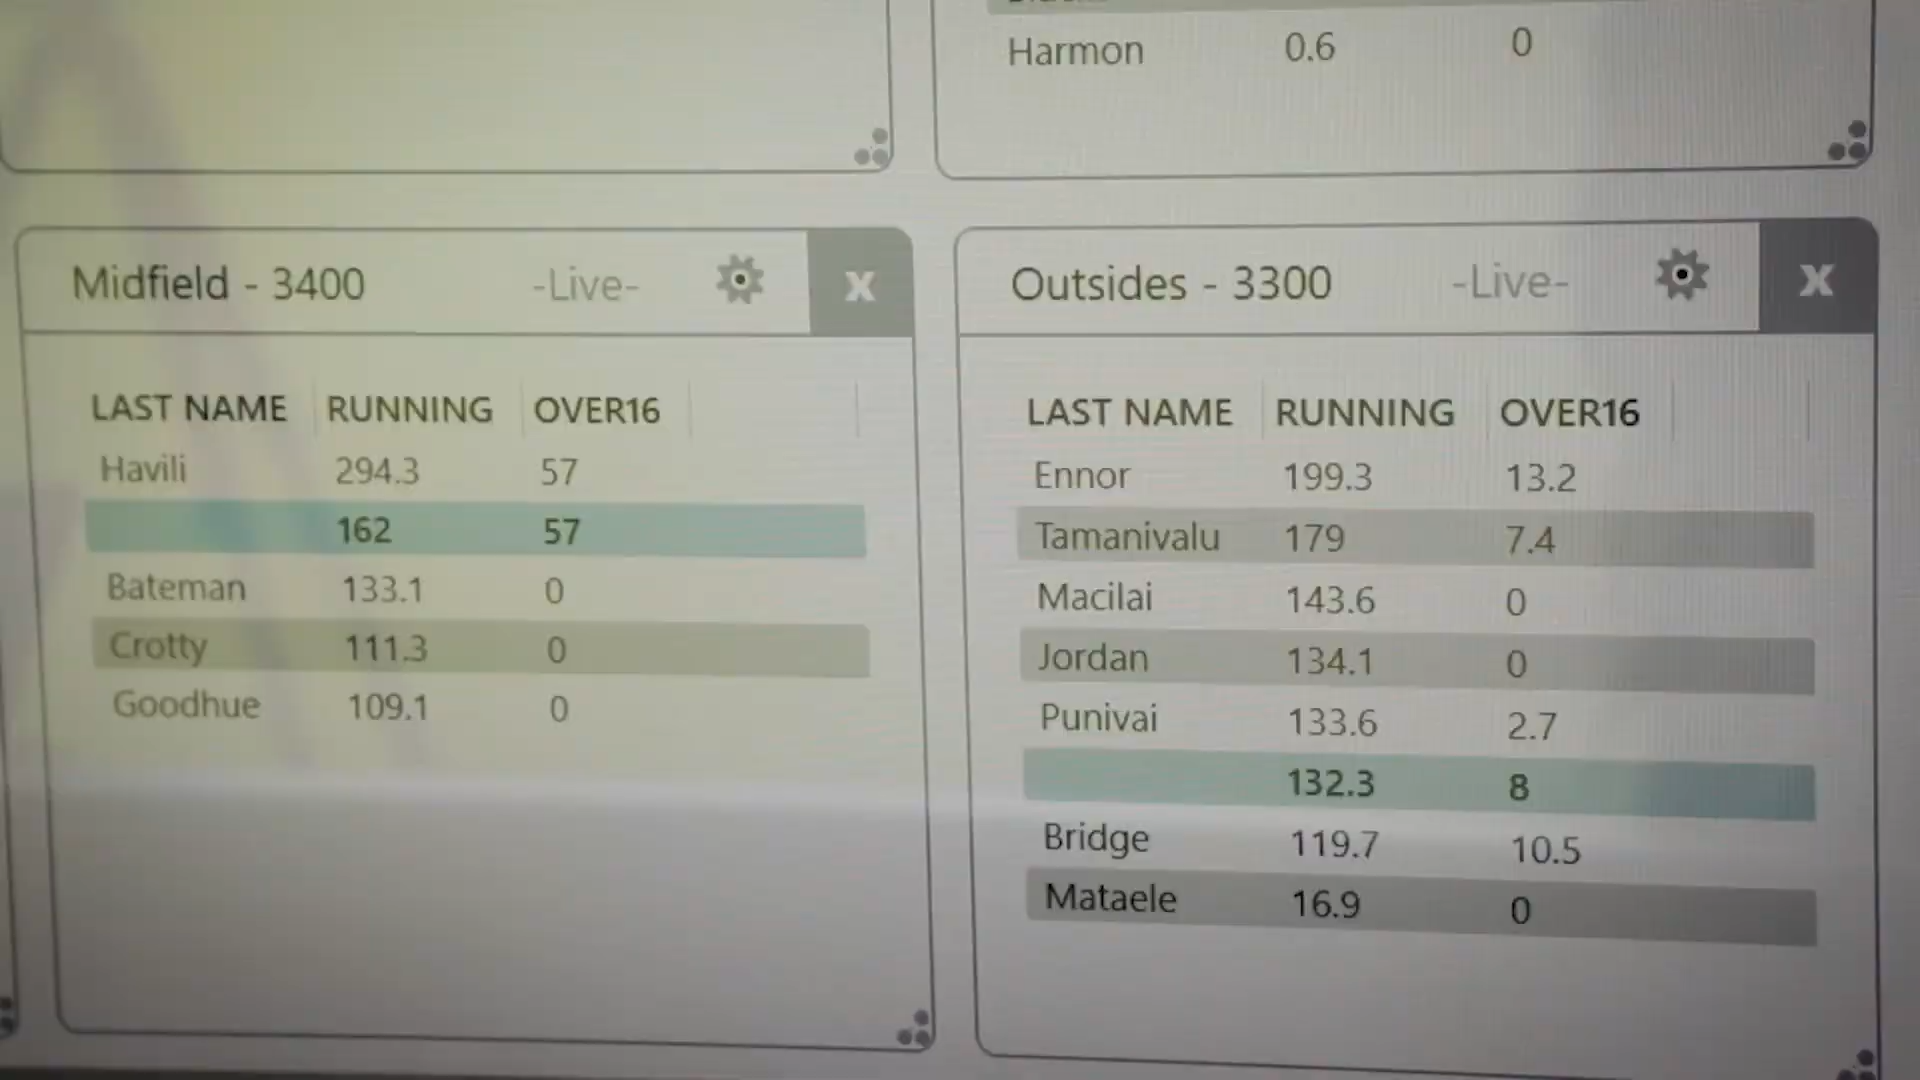 Harmon 0.6 0
Midfield - 3400 -Live- x
LAST NAME RUNNING OVER16
Havili 294.3 57
162 57
Bateman 133.1 0
Crotty 111.3 0
Goodhue 109.1 0
Outsides - 3300 -Live- x
LAST NAME RUNNING OVER16
Ennor 199.3 13.2
Tamanivalu 179 7.4
Macilai 143.6 0
Jordan 134.1 0
Punivai 133.6 2.7
132.3 8
Bridge 119.7 10.5
Mataele 16.9 0